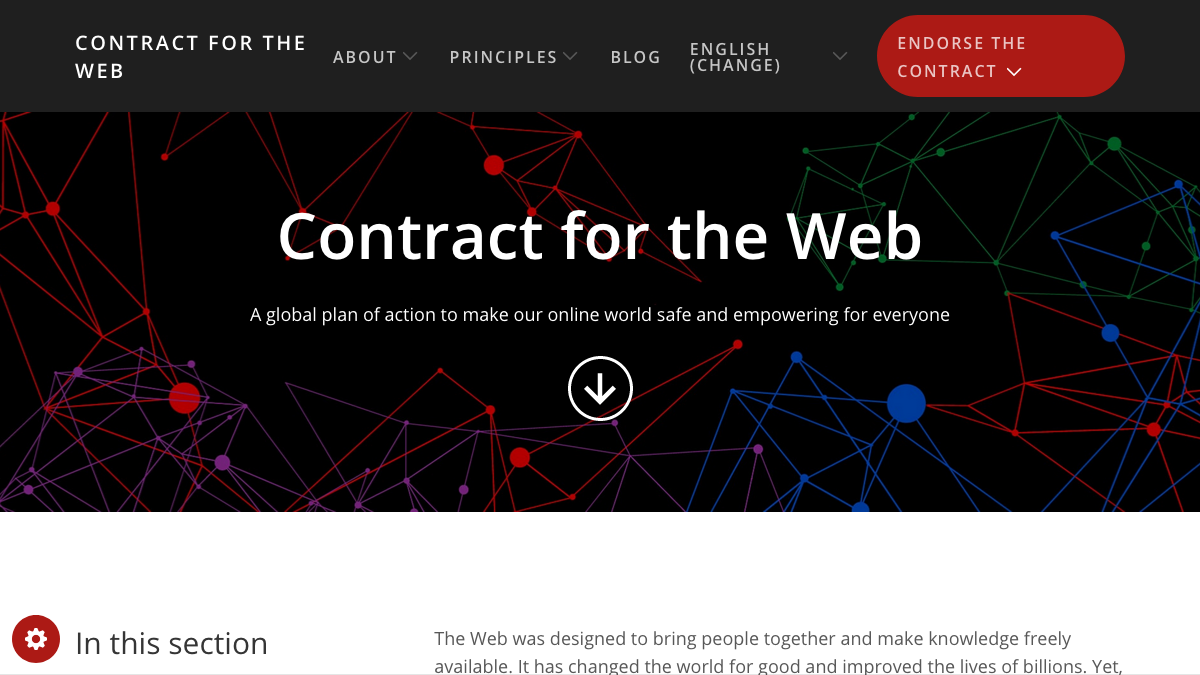 CONTRACT FOR THE
WEB
ABOUT
PRINCIPLES
BLOG
ENGLISH
(CHANGE)
ENDORSE THE
CONTRACT
Contract for the Web
A global plan of action to make our online world safe and empowering for everyone
In this section
The Web was designed to bring people together and make knowledge freely
available. It has changed the world for good and improved the lives of billions. Yet,